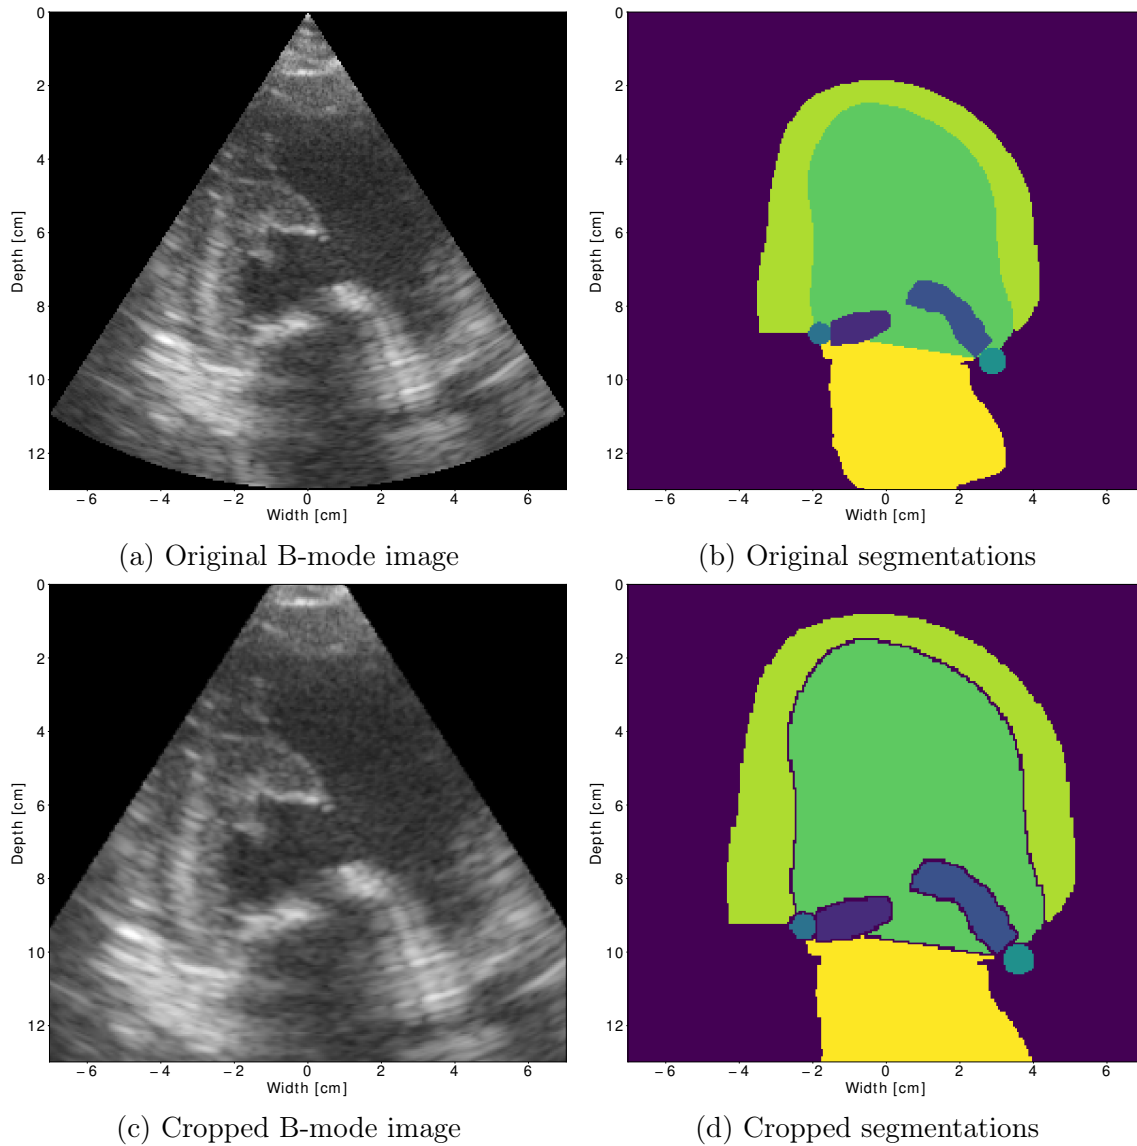 0
2
4
6
8
10
12
Depth [cm]
−6 −4 −2 0 2 4 6
Width [cm]
(a) Original B-mode image
0
2
4
6
8
10
12
Depth [cm]
−6 −4 −2 0 2 4 6
Width [cm]
(b) Original segmentations
0
2
4
6
8
10
12
Depth [cm]
−6 −4 −2 0 2 4 6
Width [cm]
(c) Cropped B-mode image
0
2
4
6
8
10
12
Depth [cm]
−6 −4 −2 0 2 4 6
Width [cm]
(d) Cropped segmentations